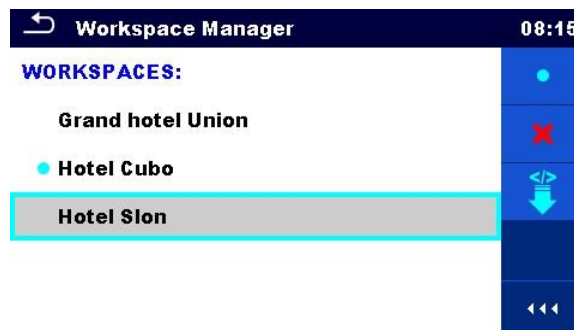 Workspace Manager 08:15
WORKSPACES:
Grand hotel Union
Hotel Cubo
</>
Hotel Slon